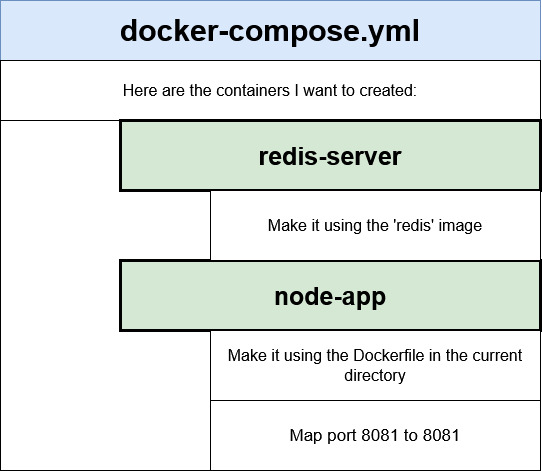 docker-compose.yml
Here are the containers I want to created:
redis-server
Make it using the 'redis' image
node-app
Make it using the Dockerfile in the current
directory
Map port 8081 to 8081